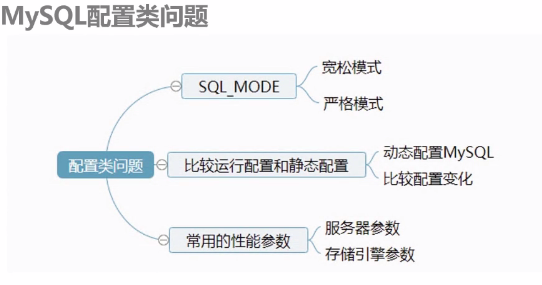 MySQL配置类问题
配置类问题
SQL_MODE
宽松模式
严格模式
比较运行配置和静态配置
动态配置MySQL
比较配置变化
常用的性能参数
服务器参数
存储引擎参数